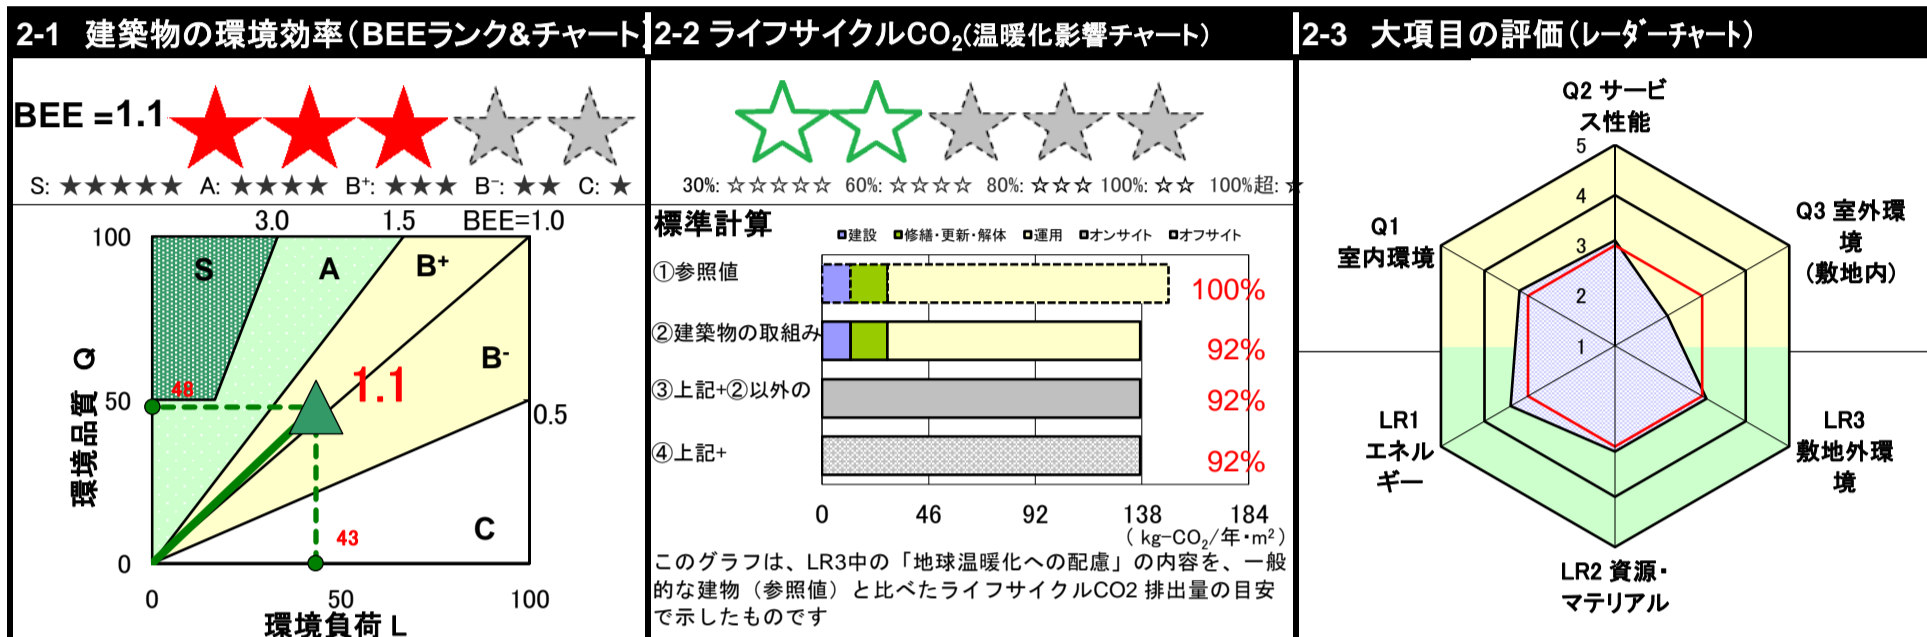 2-1 建築物の環境効率(BEEランク&チャート)
BEE =1.1
S: ★★★★★ A: ★★★★ B⁺: ★★★ B⁻: ★★ C: ★
3.0 1.5 BEE=1.0
100
S
A
B⁺
B⁻
環境品質 Q
48
1.1
50
0.5
43
C
0
0 50 100
環境負荷 L
2-2 ライフサイクルCO₂(温暖化影響チャート)
30%: ☆☆☆☆☆ 60%: ☆☆☆☆ 80%: ☆☆☆ 100%: ☆☆ 100%超: ☆
標準計算
建設 修繕・更新・解体 運用 オンサイト オフサイト
①参照値 100%
②建築物の取組み 92%
③上記+②以外の 92%
④上記+ 92%
0 46 92 138 184
( kg-CO₂/年・m²)
このグラフは、LR3中の「地球温暖化への配慮」の内容を、一般
的な建物(参照値)と比べたライフサイクルCO2 排出量の目安
で示したものです
2-3 大項目の評価(レーダーチャート)
Q2 サービ
ス性能
5
4
3
2
1
Q1
室内環境
Q3 室外環
境
(敷地内)
LR1
エネル
ギー
LR3
敷地外環
境
LR2 資源・
マテリアル